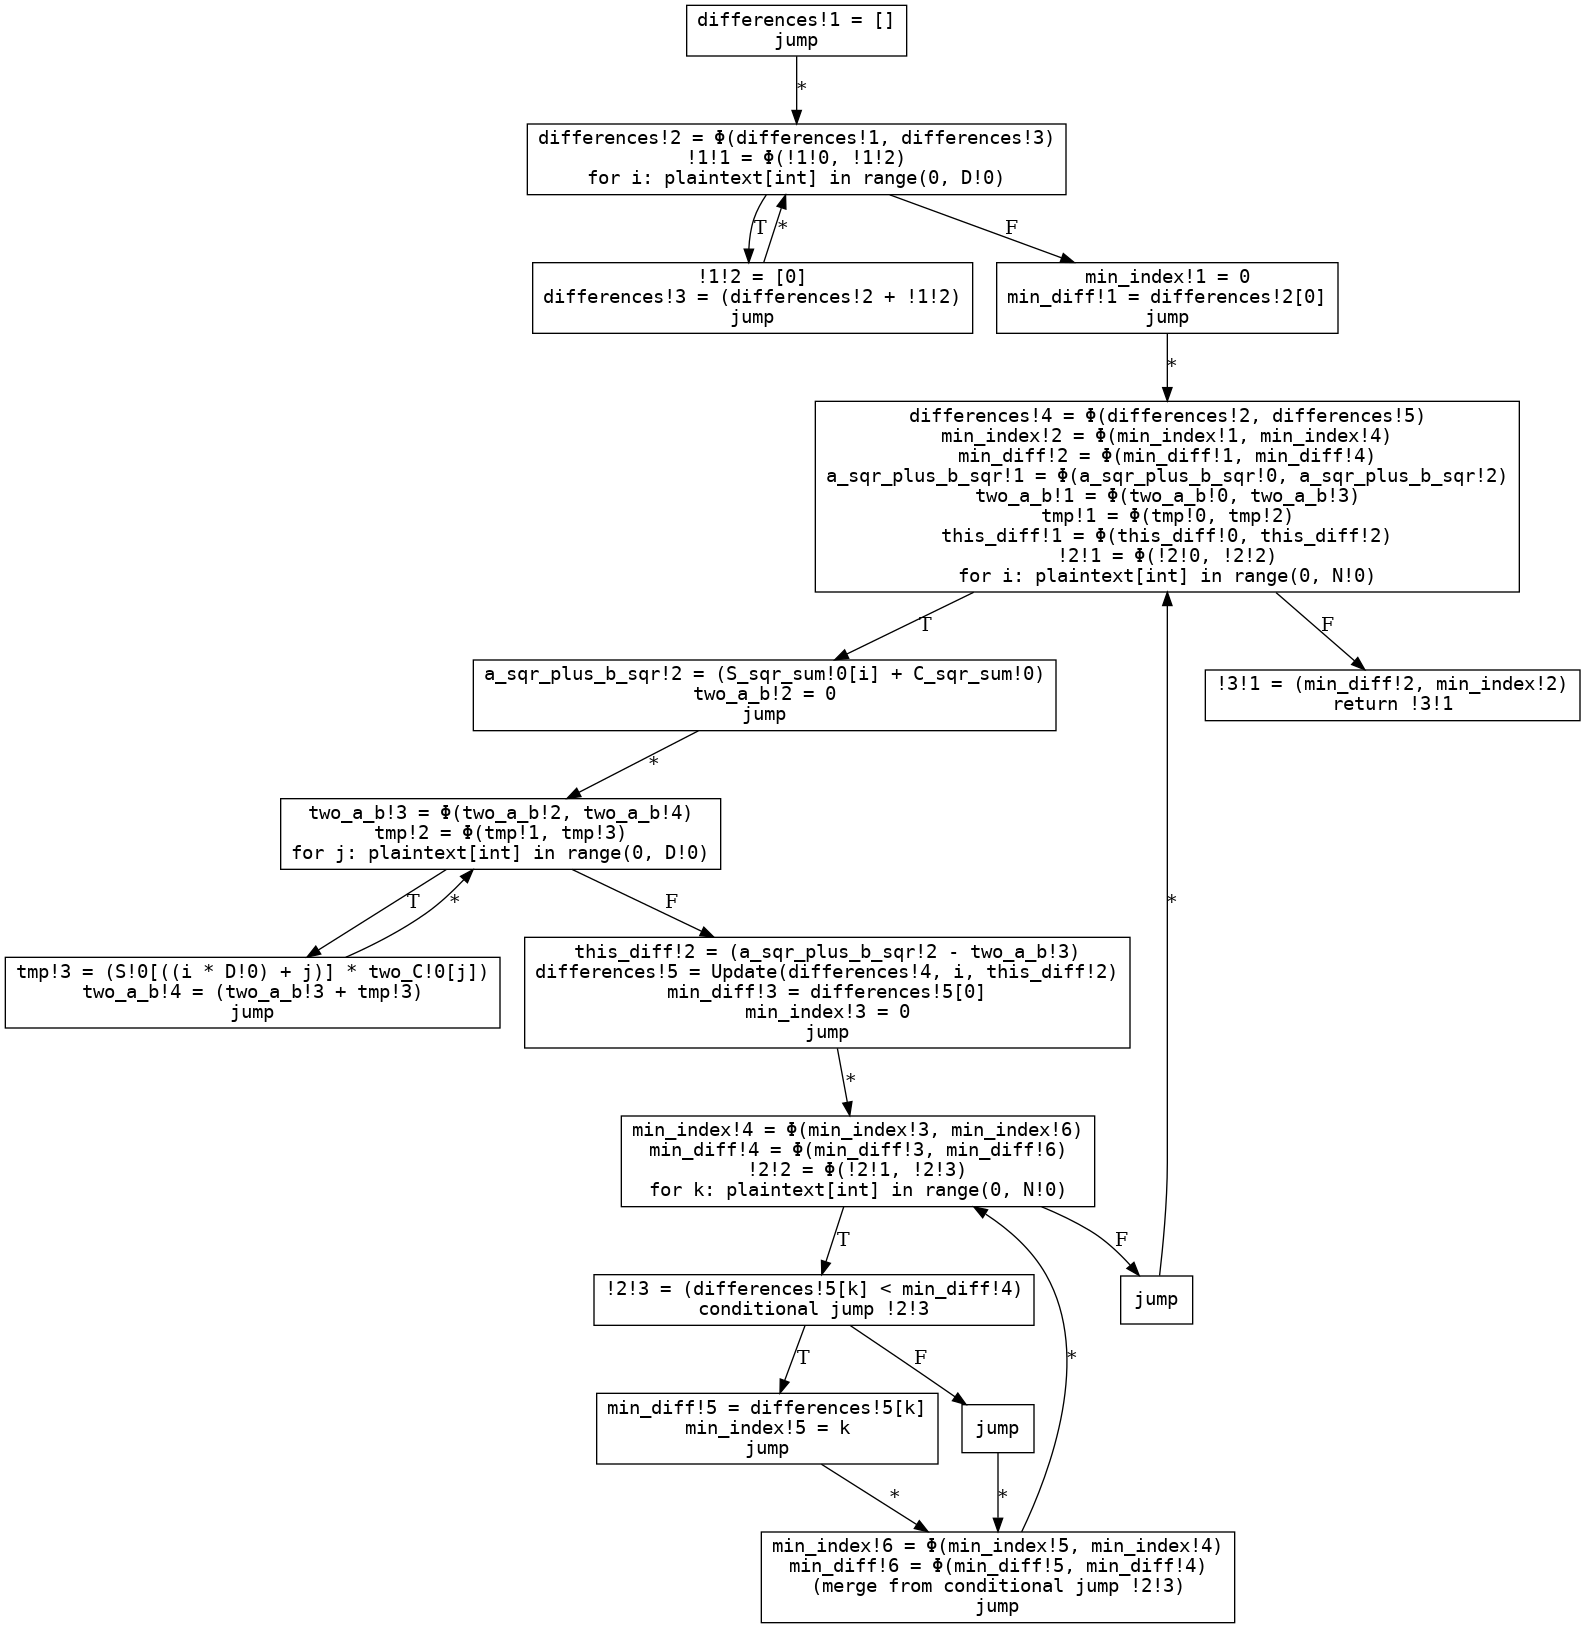 differences!1 = []
jump
*
differences!2 = Φ(differences!1, differences!3)
!1!1 = Φ(!1!0, !1!2)
for i: plaintext[int] in range(0, D!0)
T
*
F
!1!2 = [0]
differences!3 = (differences!2 + !1!2)
jump
min_index!1 = 0
min_diff!1 = differences!2[0]
jump
*
differences!4 = Φ(differences!2, differences!5)
min_index!2 = Φ(min_index!1, min_index!4)
min_diff!2 = Φ(min_diff!1, min_diff!4)
a_sqr_plus_b_sqr!1 = Φ(a_sqr_plus_b_sqr!0, a_sqr_plus_b_sqr!2)
two_a_b!1 = Φ(two_a_b!0, two_a_b!3)
tmp!1 = Φ(tmp!0, tmp!2)
this_diff!1 = Φ(this_diff!0, this_diff!2)
!2!1 = Φ(!2!0, !2!2)
for i: plaintext[int] in range(0, N!0)
T
F
a_sqr_plus_b_sqr!2 = (S_sqr_sum!0[i] + C_sqr_sum!0)
two_a_b!2 = 0
jump
!3!1 = (min_diff!2, min_index!2)
return !3!1
*
two_a_b!3 = Φ(two_a_b!2, two_a_b!4)
tmp!2 = Φ(tmp!1, tmp!3)
for j: plaintext[int] in range(0, D!0)
T
*
F
*
tmp!3 = (S!0[((i * D!0) + j)] * two_C!0[j])
two_a_b!4 = (two_a_b!3 + tmp!3)
jump
this_diff!2 = (a_sqr_plus_b_sqr!2 - two_a_b!3)
differences!5 = Update(differences!4, i, this_diff!2)
min_diff!3 = differences!5[0]
min_index!3 = 0
jump
*
min_index!4 = Φ(min_index!3, min_index!6)
min_diff!4 = Φ(min_diff!3, min_diff!6)
!2!2 = Φ(!2!1, !2!3)
for k: plaintext[int] in range(0, N!0)
T
F
!2!3 = (differences!5[k] < min_diff!4)
conditional jump !2!3
jump
T
F
*
min_diff!5 = differences!5[k]
min_index!5 = k
jump
jump
*
*
min_index!6 = Φ(min_index!5, min_index!4)
min_diff!6 = Φ(min_diff!5, min_diff!4)
(merge from conditional jump !2!3)
jump